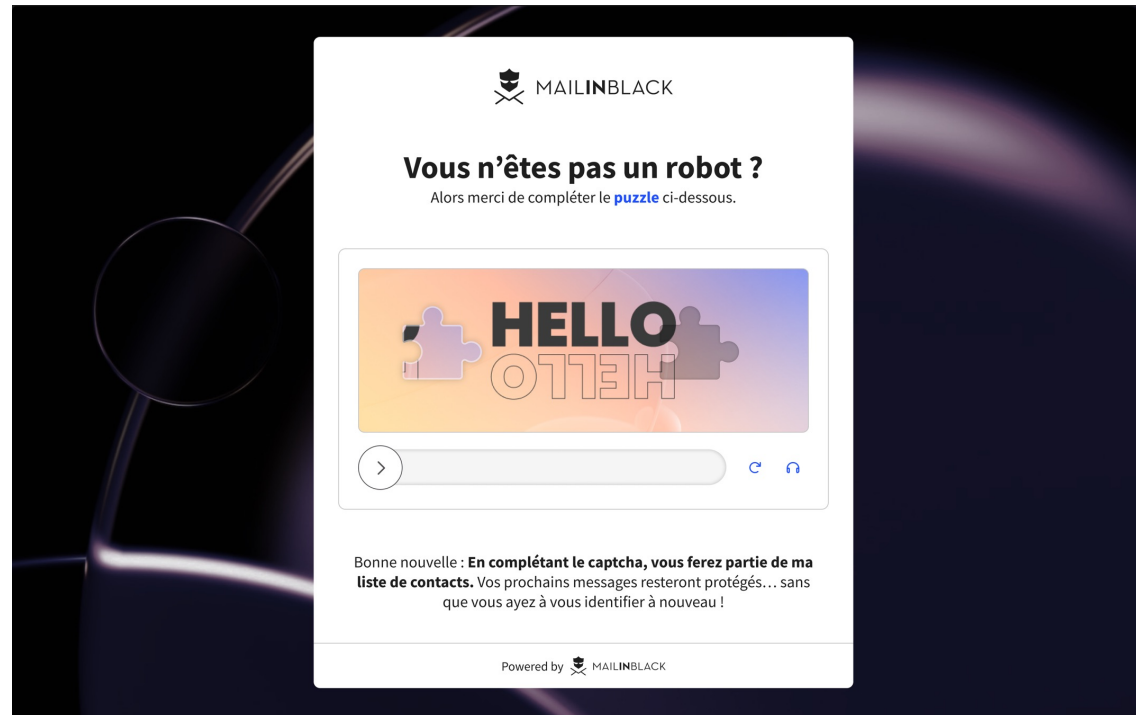 MAILINBLACK
Vous n’êtes pas un robot ?
Alors merci de compléter le puzzle ci-dessous.
HELLO
HELLO
Bonne nouvelle : En complétant le captcha, vous ferez partie de ma
liste de contacts. Vos prochains messages resteront protégés… sans
que vous ayez à vous identifier à nouveau !
Powered by MAILINBLACK